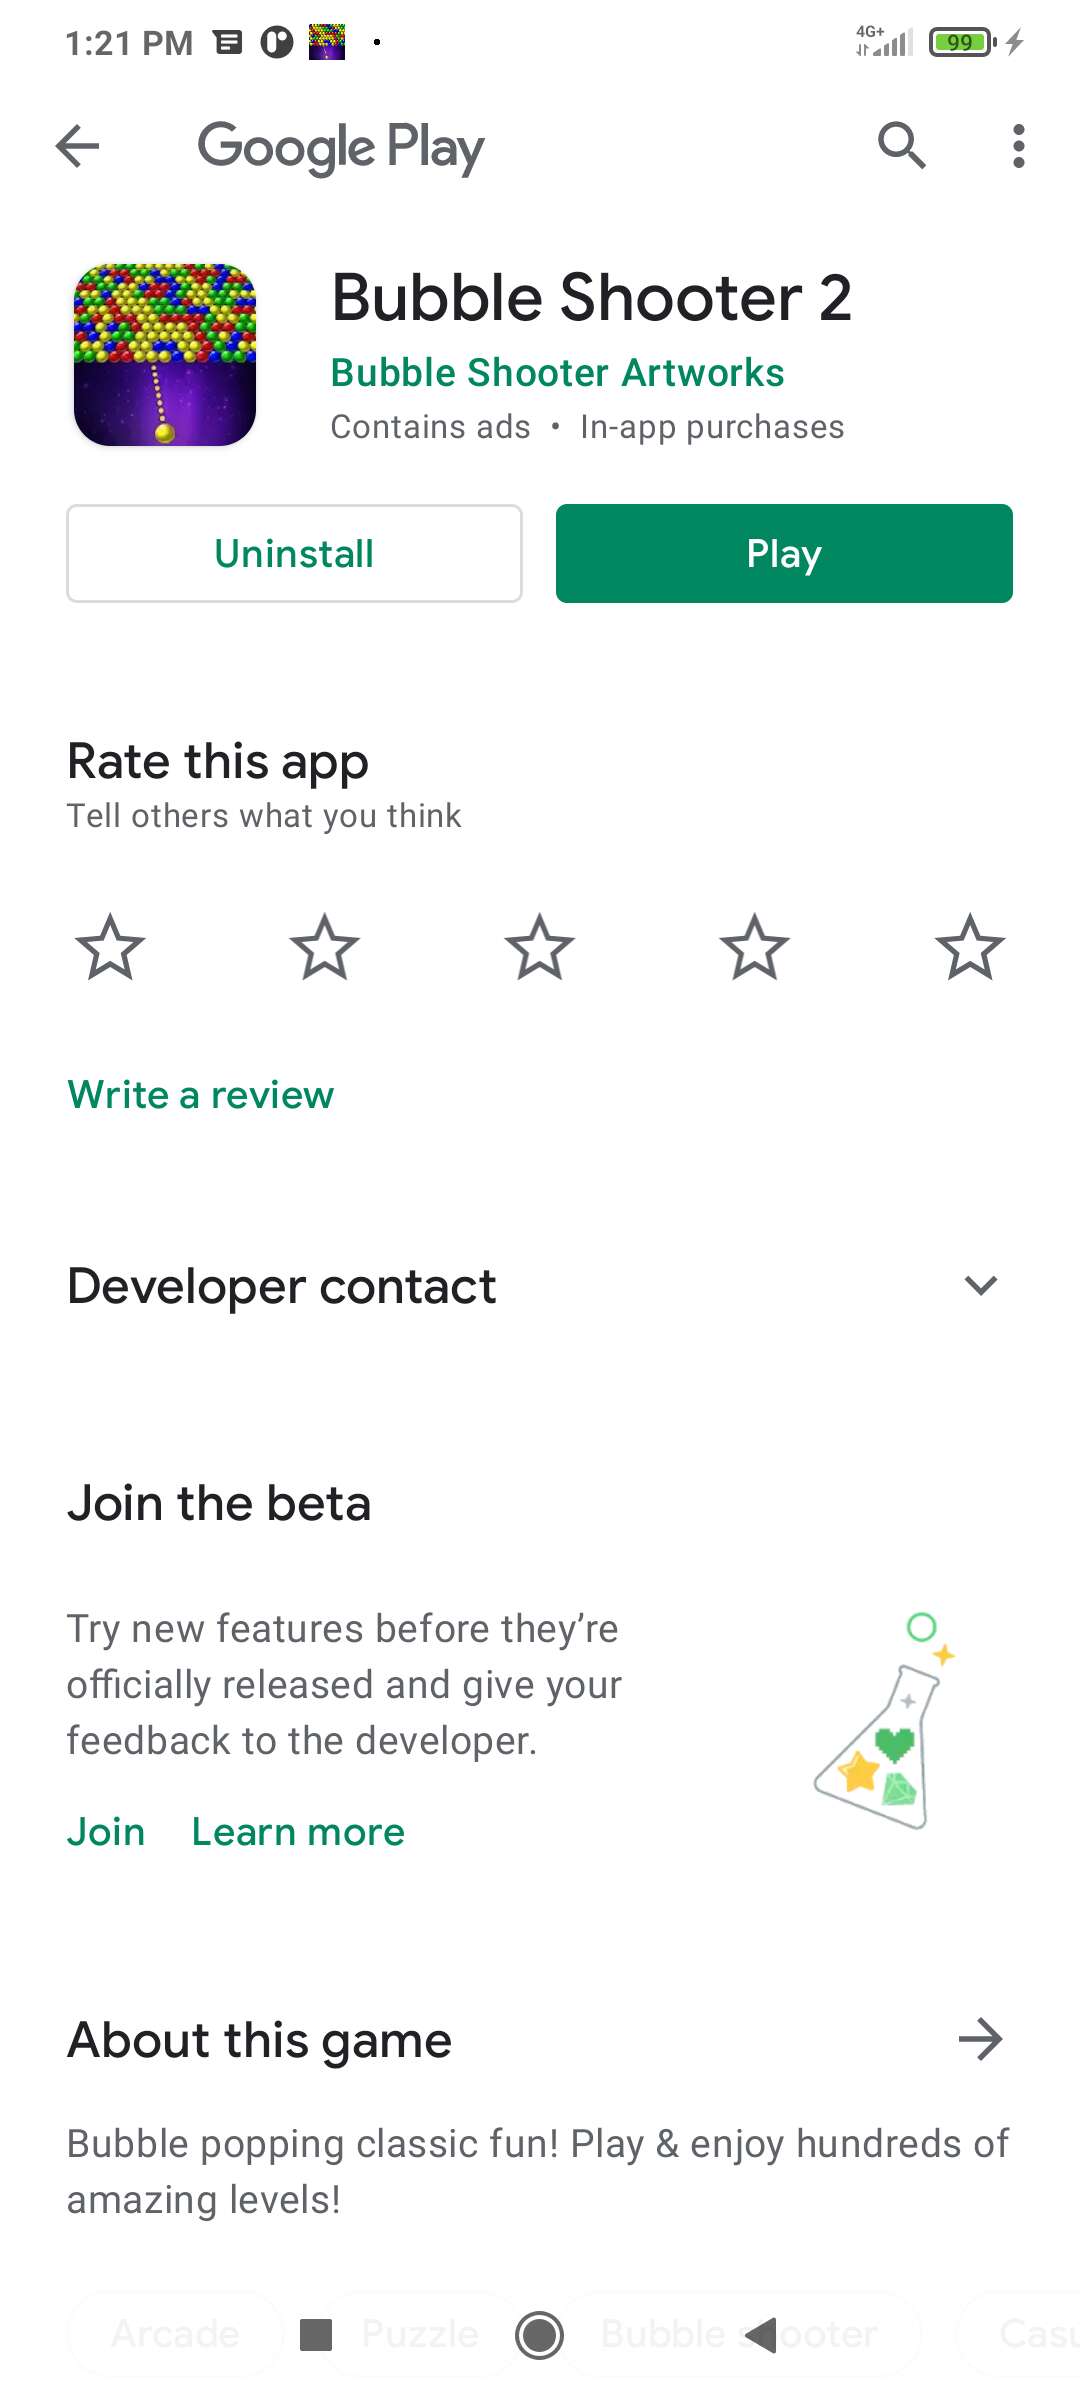 1:21 PM
4G+
99
Google Play
Bubble Shooter 2
Bubble Shooter Artworks
Contains ads • In-app purchases
Uninstall
Play
Rate this app
Tell others what you think
Write a review
Developer contact
Join the beta
Try new features before they’re
officially released and give your
feedback to the developer.
Join Learn more
About this game
Bubble popping classic fun! Play & enjoy hundreds of
amazing levels!
Arcade Puzzle Bubble shooter Casu